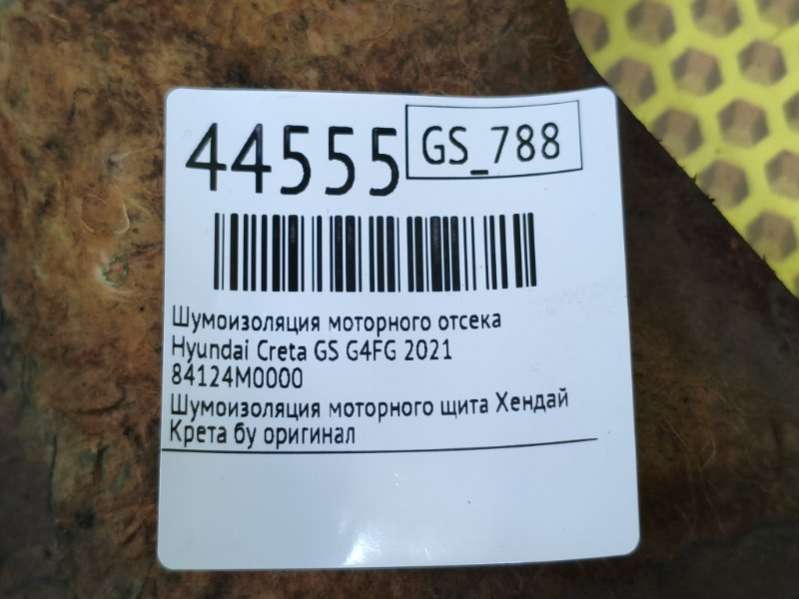 44555 GS_788
Шумоизоляция моторного отсека
Hyundai Creta GS G4FG 2021
84124M0000
Шумоизоляция моторного щита Хендай
Крета бу оригинал